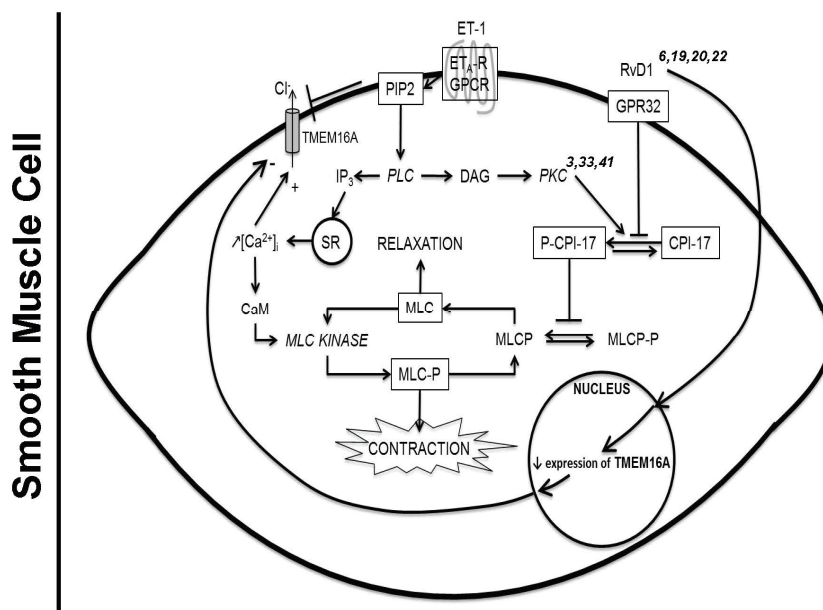 Smooth Muscle Cell
ET-1
ET_A-R
GPCR
PIP2
RvD1
6,19,20,22
GPR32
Cl-
TMEM16A
-
+
IP3
PLC
DAG
PKC
3,33,41
↗[Ca2+]i
SR
RELAXATION
P-CPI-17
CPI-17
CaM
MLC
MLC KINASE
MLCP
MLCP-P
MLC-P
NUCLEUS
CONTRACTION
↓ expression of TMEM16A